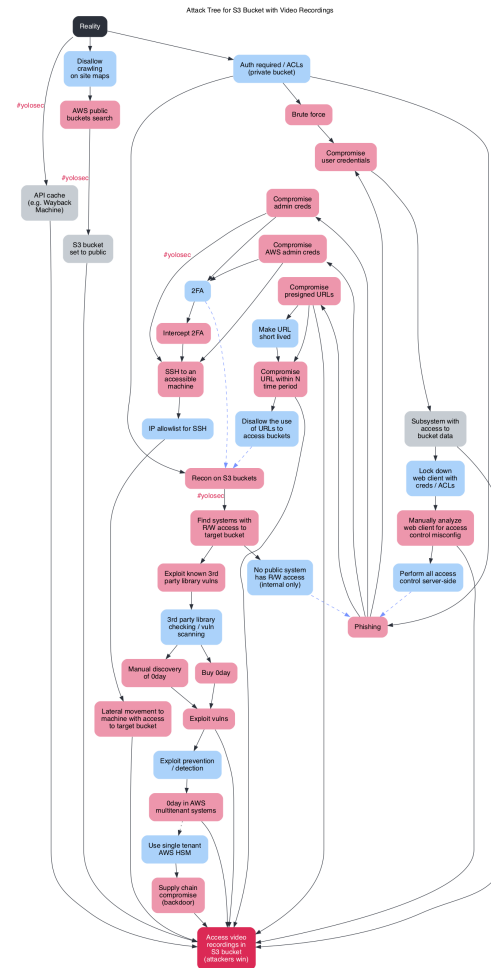 Attack Tree for S3 Bucket with Video Recordings
Reality
Disallow
crawling
on site maps
Auth required / ACLs
(private bucket)
#yolosec
AWS public
buckets search
Brute force
Compromise
user credentials
#yolosec
API cache
(e.g. Wayback
Machine)
Compromise
admin creds
S3 bucket
set to public
Compromise
AWS admin creds
#yolosec
2FA
Compromise
presigned URLs
Intercept 2FA
Make URL
short lived
SSH to an
accessible
machine
Compromise
URL within N
time period
IP allowlist for SSH
Disallow the use
of URLs to
access buckets
Subsystem with
access to
bucket data
Recon on S3 buckets
Lock down
web client with
creds / ACLs
#yolosec
Find systems with
R/W access to
target bucket
Manually analyze
web client for access
control misconfig
Exploit known 3rd
party library vulns
No public system
has R/W access
(internal only)
Perform all access
control server-side
3rd party library
checking / vuln
scanning
Phishing
Manual discovery
of 0day
Buy 0day
Lateral movement to
machine with access
to target bucket
Exploit vulns
Exploit prevention
/ detection
0day in AWS
multitenant systems
Use single tenant
AWS HSM
Supply chain
compromise
(backdoor)
Access video
recordings in
S3 bucket
(attackers win)